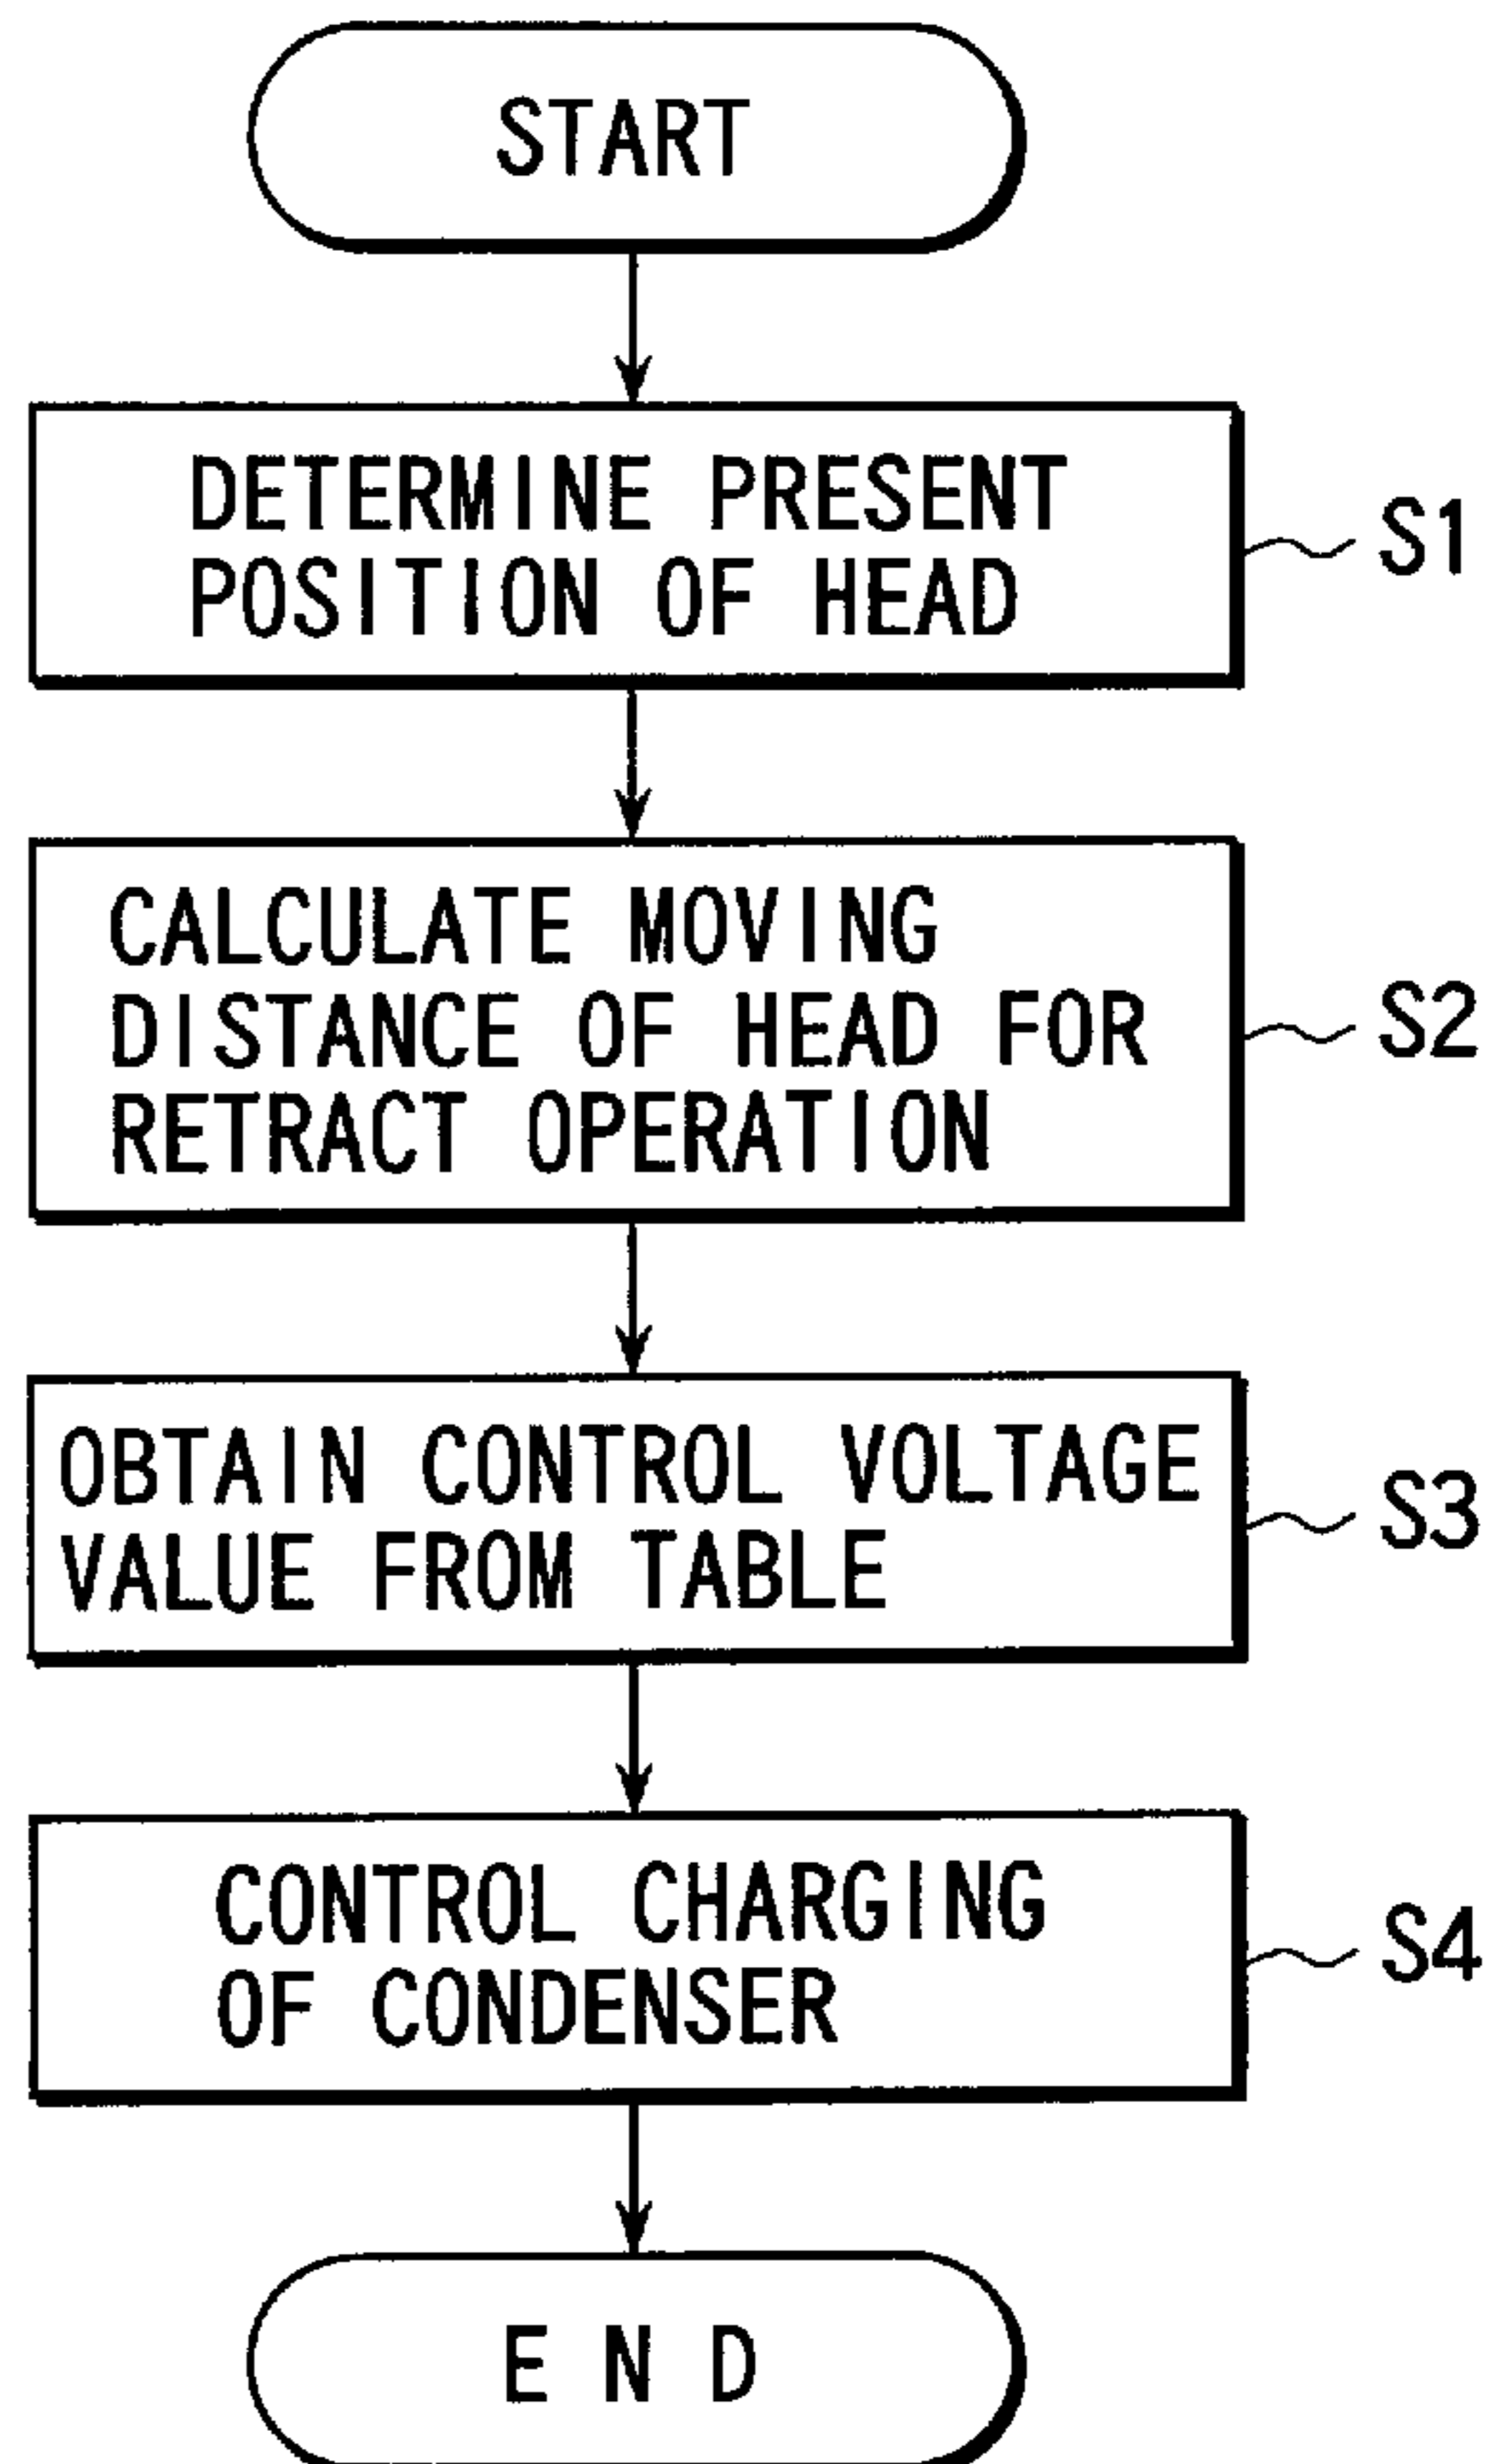 START
DETERMINE PRESENT
POSITION OF HEAD
S1
CALCULATE MOVING
DISTANCE OF HEAD FOR
RETRACT OPERATION
S2
OBTAIN CONTROL VOLTAGE
VALUE FROM TABLE
S3
CONTROL CHARGING
OF CONDENSER
S4
END